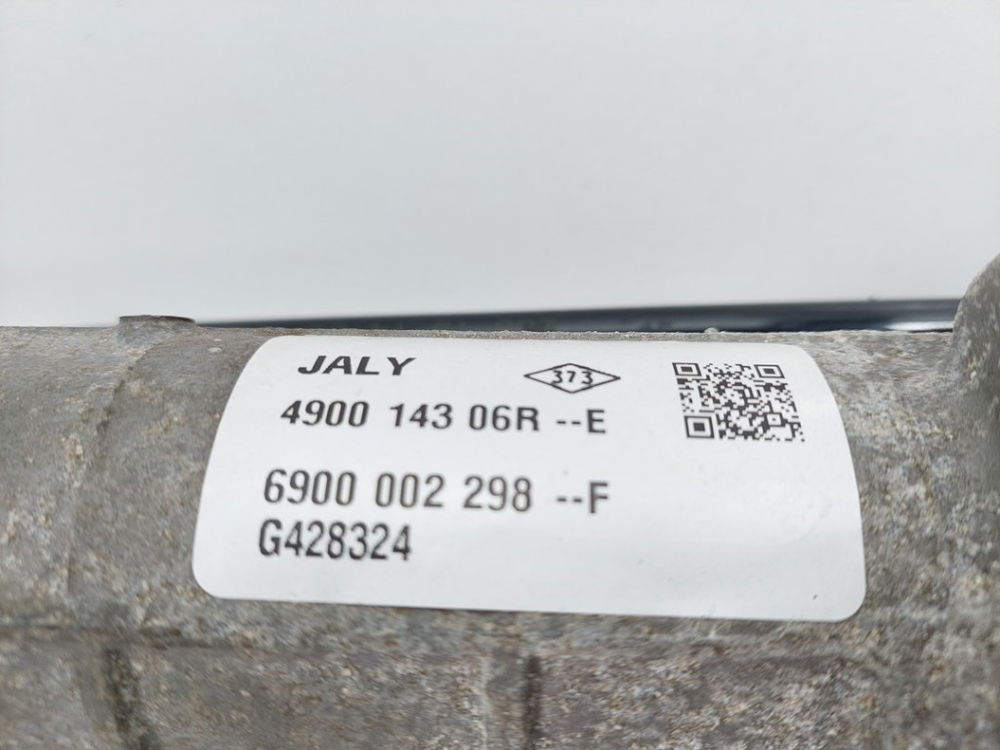 JALY
373
4900 143 06R --E
6900 002 298 --F
G428324